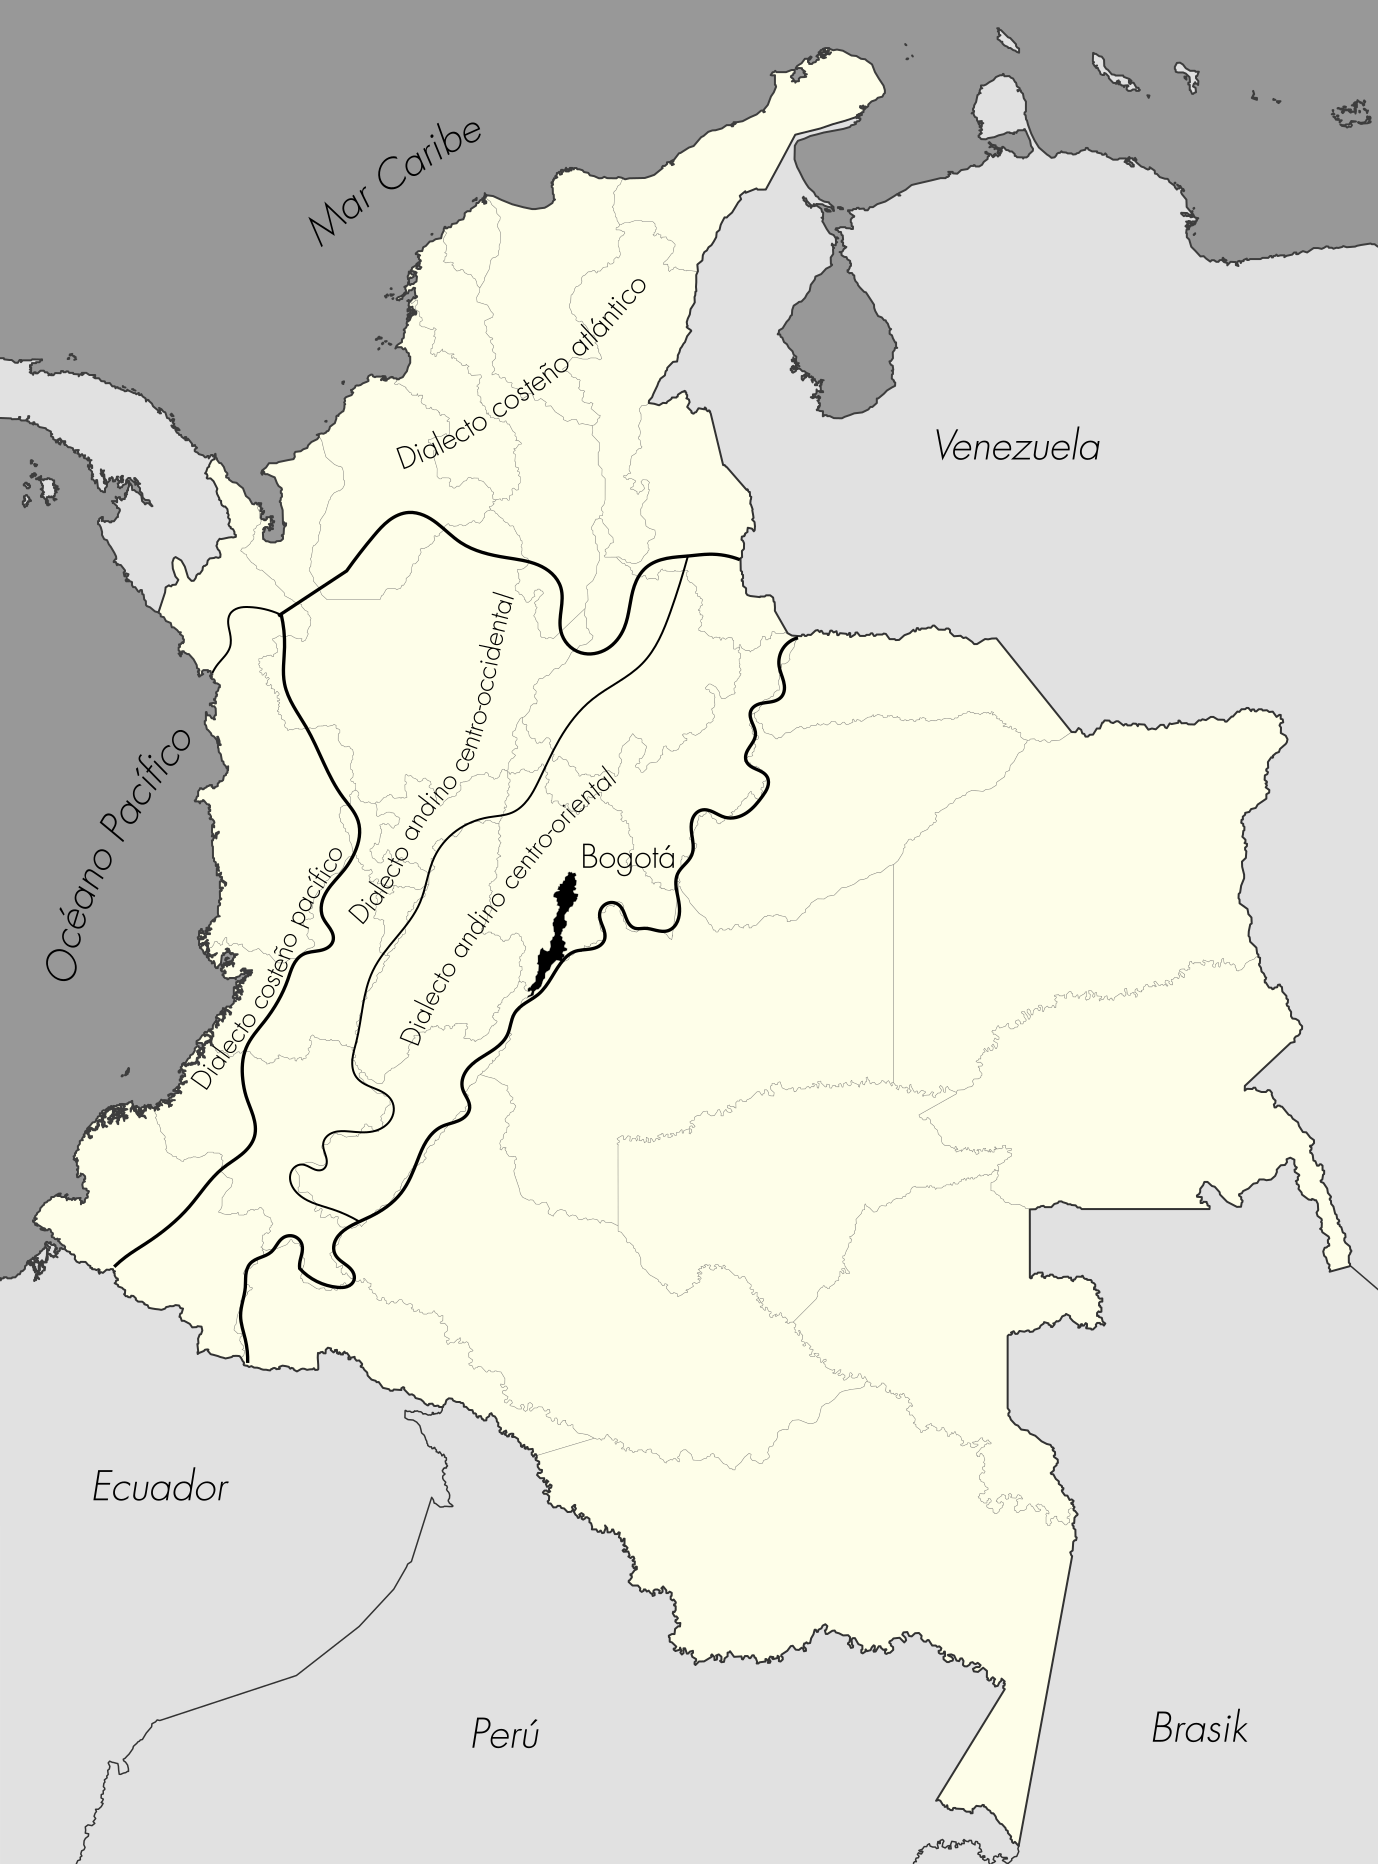 Mar Caribe
Dialecto costeño atlántico
Venezuela
Dialecto andino centro-occidental
Océano Pacífico
Dialecto andino centro-oriental
Bogotá
Dialecto costeño pacífico
Ecuador
Perú
Brasik